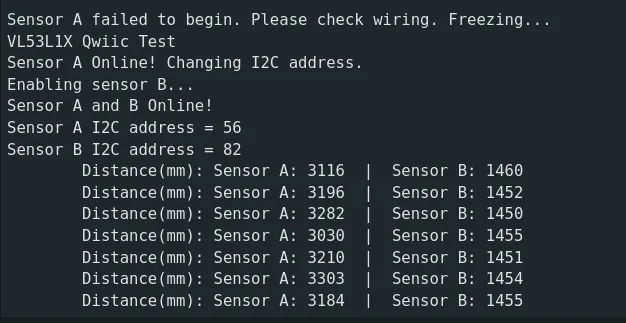 Sensor A failed to begin. Please check wiring. Freezing...
VL53L1X Qwiic Test
Sensor A Online! Changing I2C address.
Enabling sensor B...
Sensor A and B Online!
Sensor A I2C address = 56
Sensor B I2C address = 82
Distance(mm): Sensor A: 3116 | Sensor B: 1460
Distance(mm): Sensor A: 3196 | Sensor B: 1452
Distance(mm): Sensor A: 3282 | Sensor B: 1450
Distance(mm): Sensor A: 3030 | Sensor B: 1455
Distance(mm): Sensor A: 3210 | Sensor B: 1451
Distance(mm): Sensor A: 3303 | Sensor B: 1454
Distance(mm): Sensor A: 3184 | Sensor B: 1455